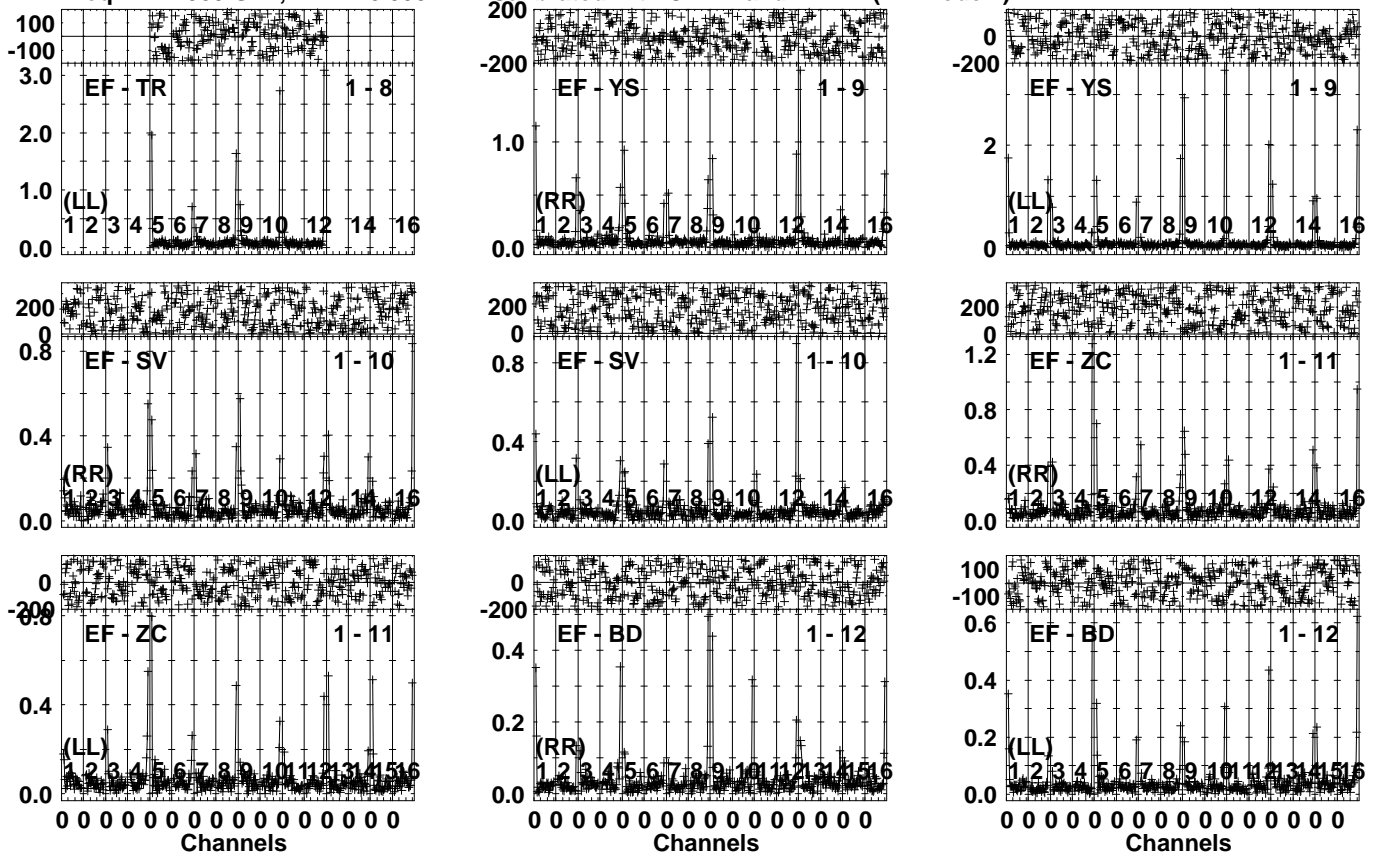 200
100 0
-100 -200 -200
3.0 EF - TR 1 - 8 EF - YS 1 - 9 EF - YS 1 - 9
2.0 1.0 2
1.0
(LL) (RR) (LL)
1 2 3 4 5 6 7 8 9 10 12 14 16 1 2 3 4 5 6 7 8 9 10 12 14 16 1 2 3 4 5 6 7 8 9 10 12 14 16
0.0 0.0 0
200 200 200
0 0 0
0.8 EF - SV 1 - 10 0.8 EF - SV 1 - 10 1.2 EF - ZC 1 - 11
0.8
0.4 0.4 0.4
(RR) (LL) (RR)
1 2 3 4 5 6 7 8 9 10 12 14 16 1 2 3 4 5 6 7 8 9 10 12 14 16 1 2 3 4 5 6 7 8 9 10 12 14 16
0.0 0.0 0.0
0 0 100
-200 -200 -100
0.8 EF - ZC 1 - 11 EF - BD 1 - 12 0.6 EF - BD 1 - 12
0.4 0.4 0.4
0.2 0.2
(LL) (RR) (LL)
1 2 3 4 5 6 7 8 9 10 11 12 13 14 15 16 1 2 3 4 5 6 7 8 9 10 11 12 13 14 15 16 1 2 3 4 5 6 7 8 9 10 11 12 13 14 15 16
0.0 0.0 0.0
0 0 0 0 0 0 0 0 0 0 0 0 0 0 0 0 0 0 0 0 0 0 0 0 0 0 0 0 0 0 0 0 0 0 0 0 0 0 0 0 0 0 0 0 0 0 0 0
Channels Channels Channels